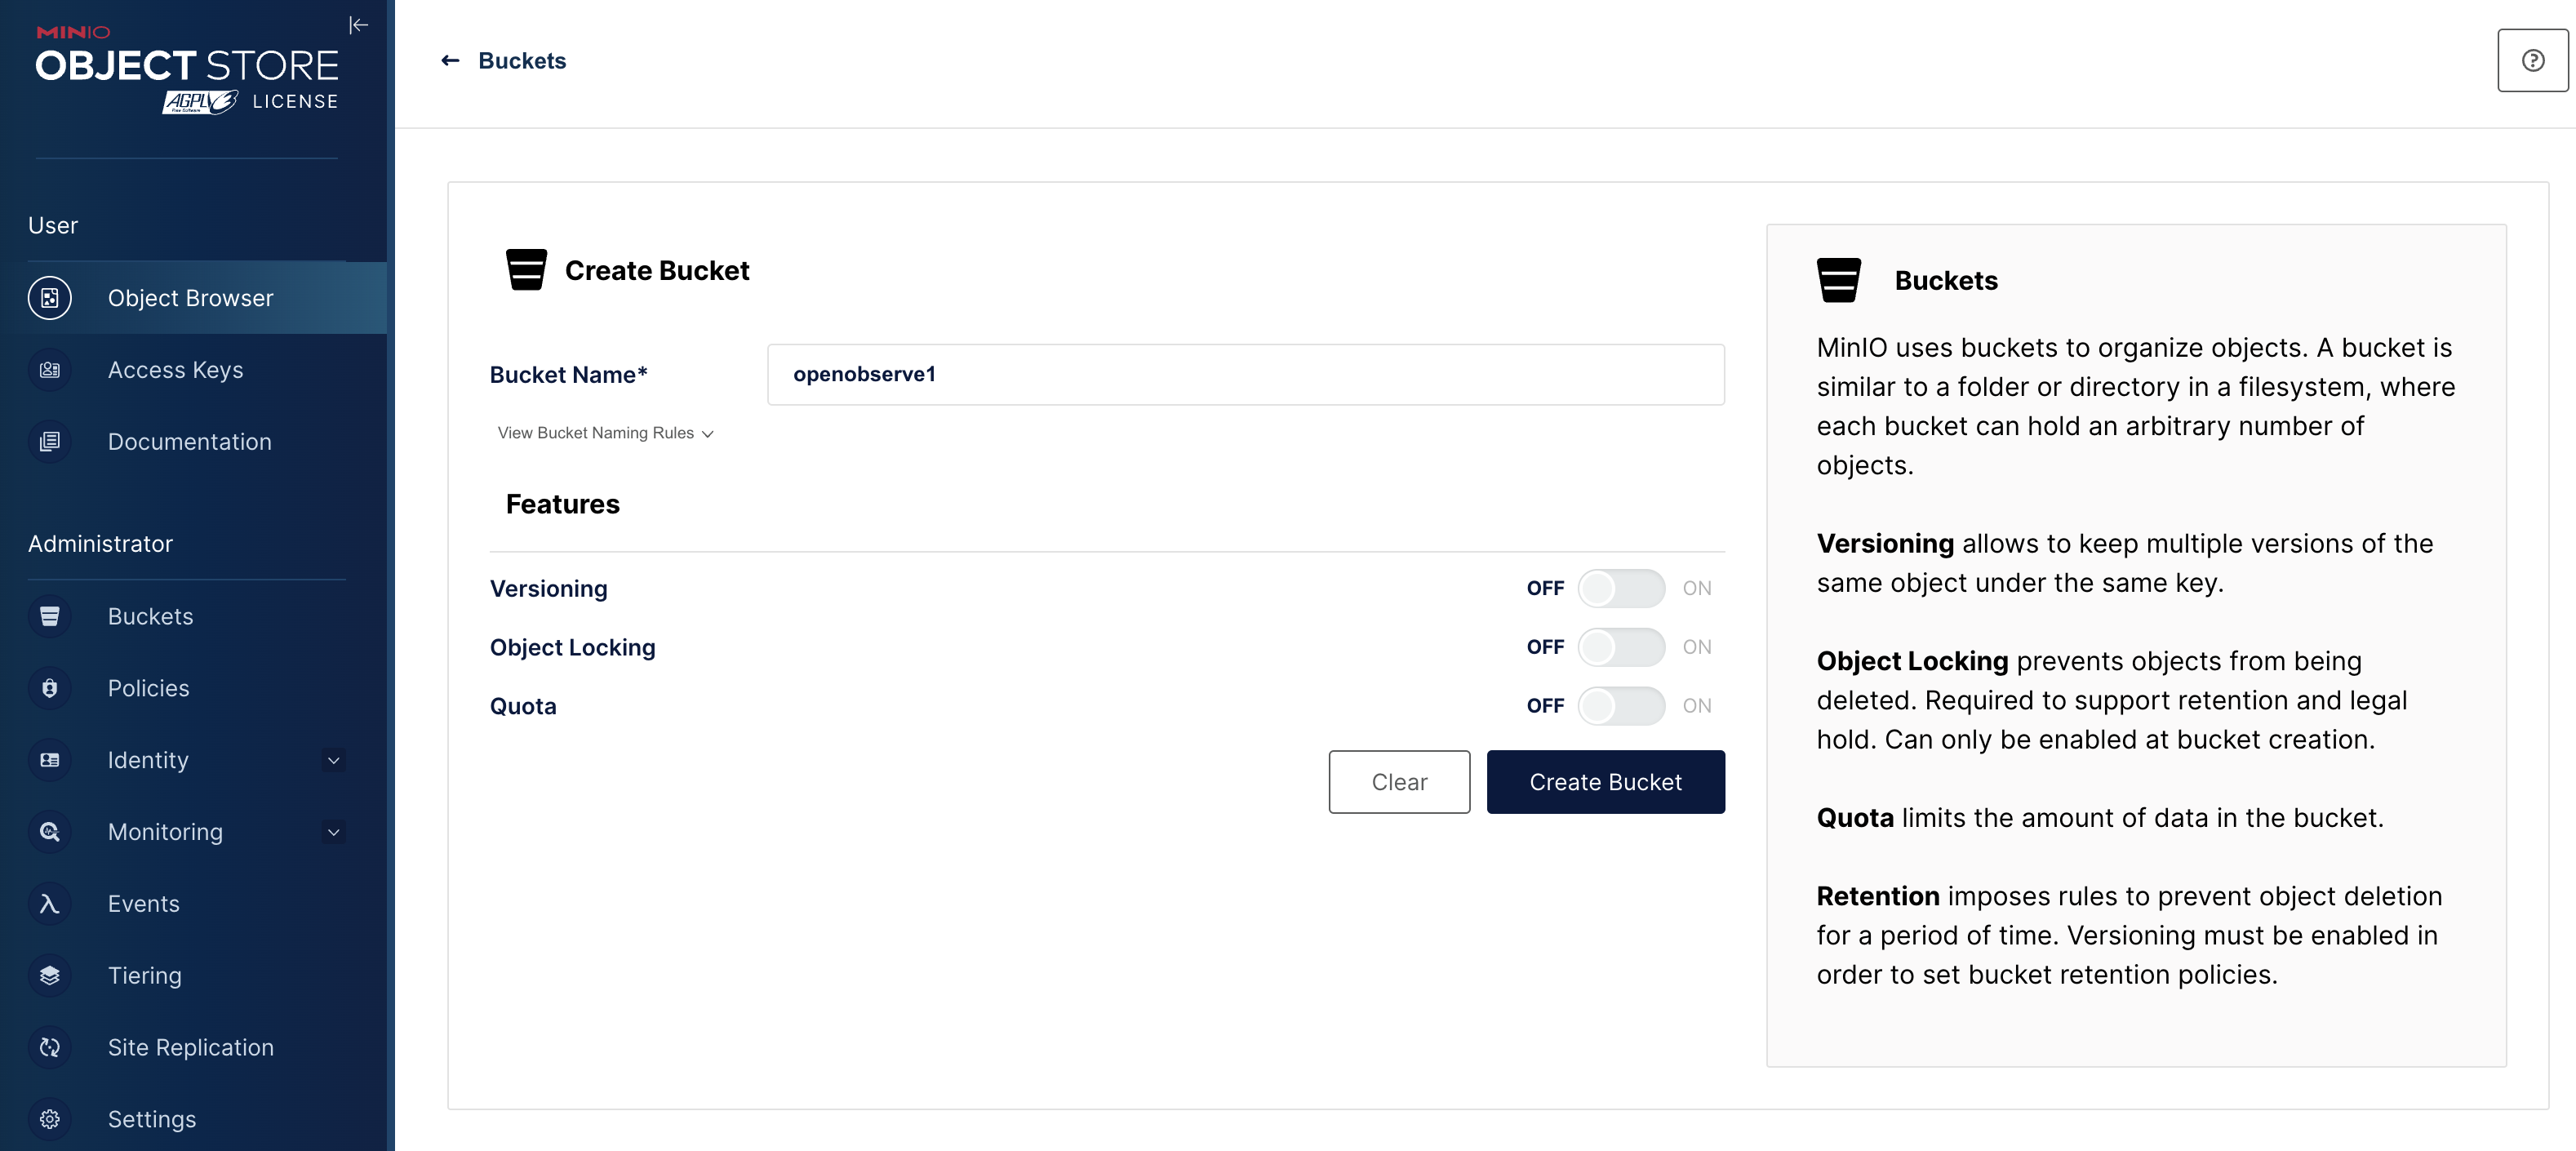 MINIO
OBJECT STORE
AGPL v3 LICENSE
Free Software
User
Object Browser
Access Keys
Documentation
Administrator
Buckets
Policies
Identity
Monitoring
Events
Tiering
Site Replication
Settings
Buckets
Create Bucket
Bucket Name*
openobserve1
View Bucket Naming Rules
Features
Versioning
OFF ON
Object Locking
OFF ON
Quota
OFF ON
Clear
Create Bucket
Buckets
MinIO uses buckets to organize objects. A bucket is
similar to a folder or directory in a filesystem, where
each bucket can hold an arbitrary number of
objects.
Versioning allows to keep multiple versions of the
same object under the same key.
Object Locking prevents objects from being
deleted. Required to support retention and legal
hold. Can only be enabled at bucket creation.
Quota limits the amount of data in the bucket.
Retention imposes rules to prevent object deletion
for a period of time. Versioning must be enabled in
order to set bucket retention policies.